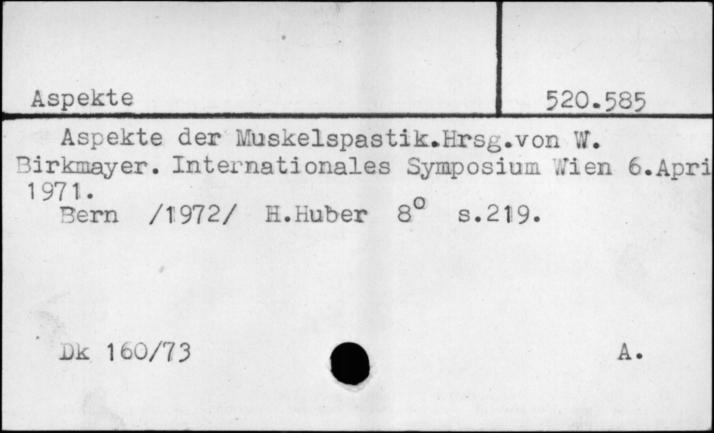 Aspekte 520.585
Aspekte der Muskelspastik.Hrsg.von W.
Birkmayer. Internationales Symposium Wien 6.Apri
1971.
Bern /1972/ H.Huber 8° s.219.
Dk 160/73 A.